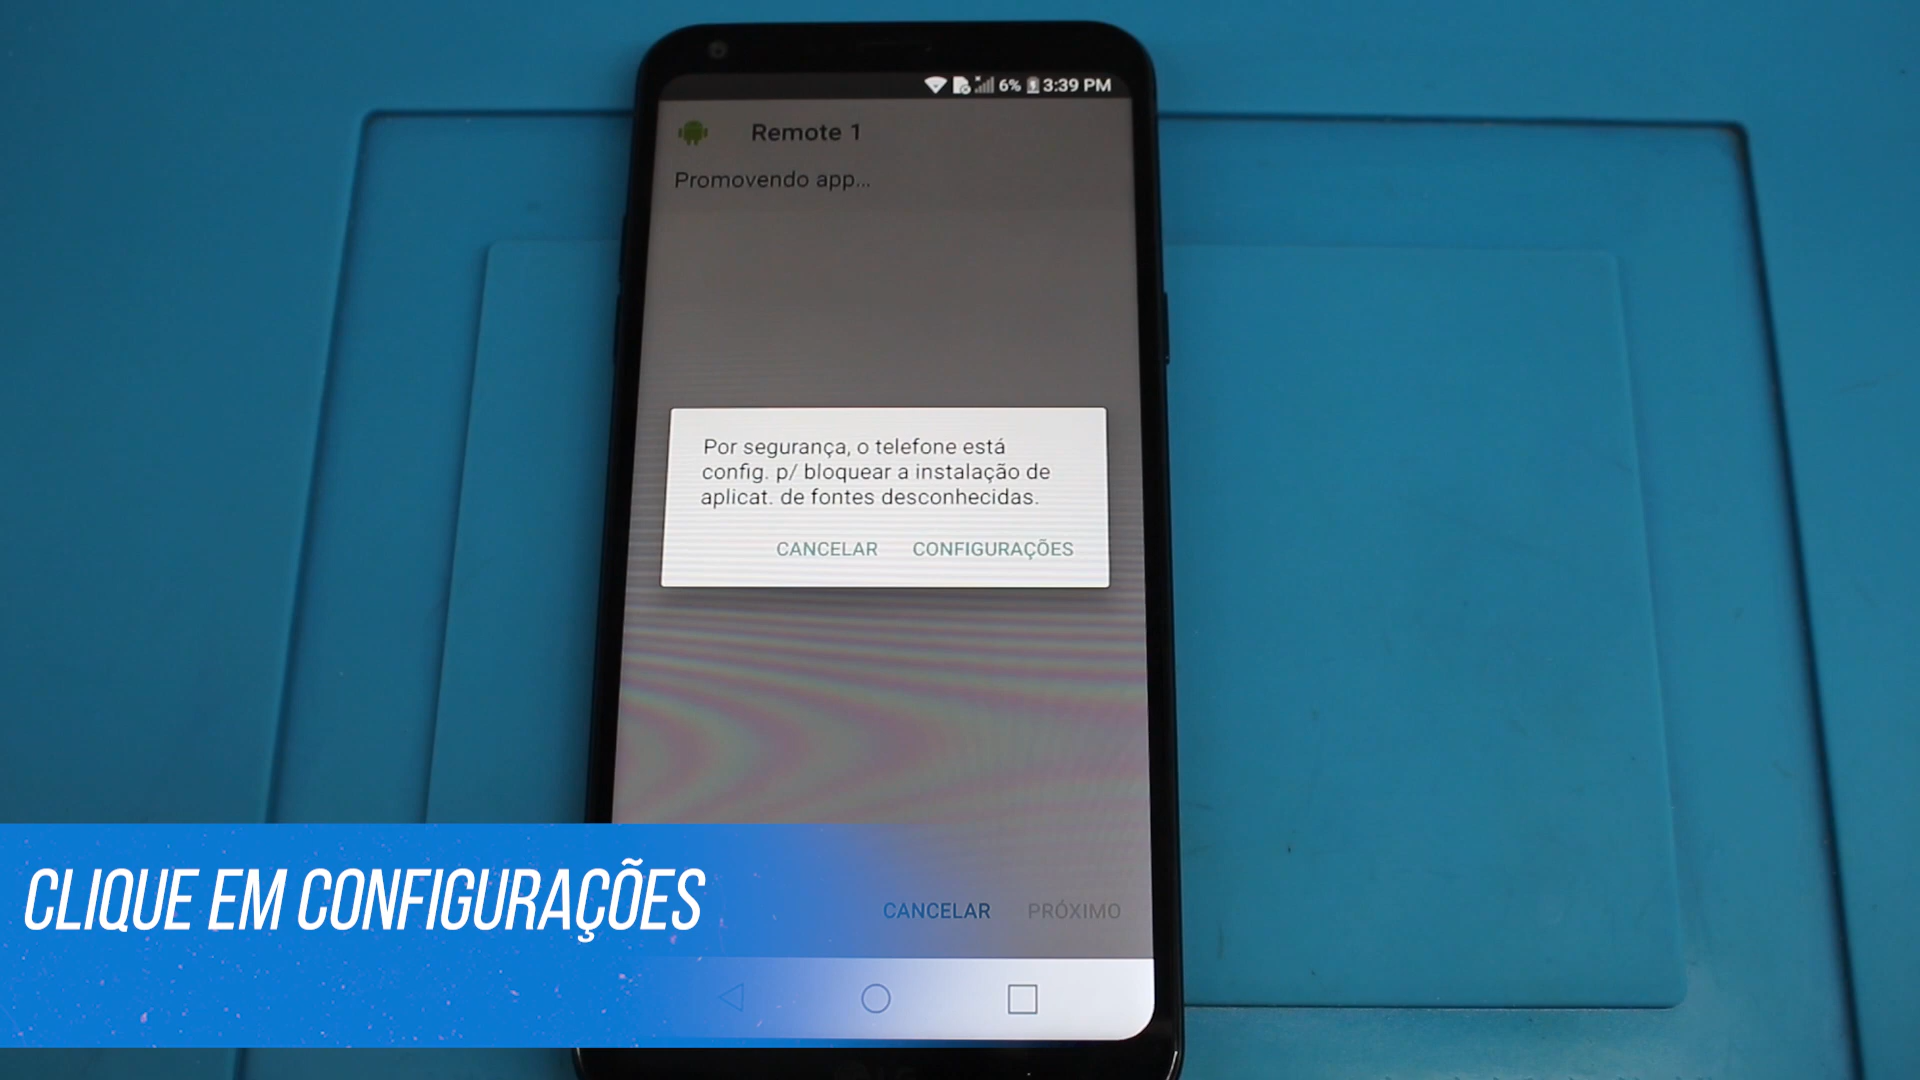 6% 3:39 PM
Remote 1
Promovendo app...
Por segurança, o telefone está
config. p/ bloquear a instalação de
aplicat. de fontes desconhecidas.
CANCELAR CONFIGURAÇÕES
CLIQUE EM CONFIGURAÇÕES
CANCELAR PRÓXIMO